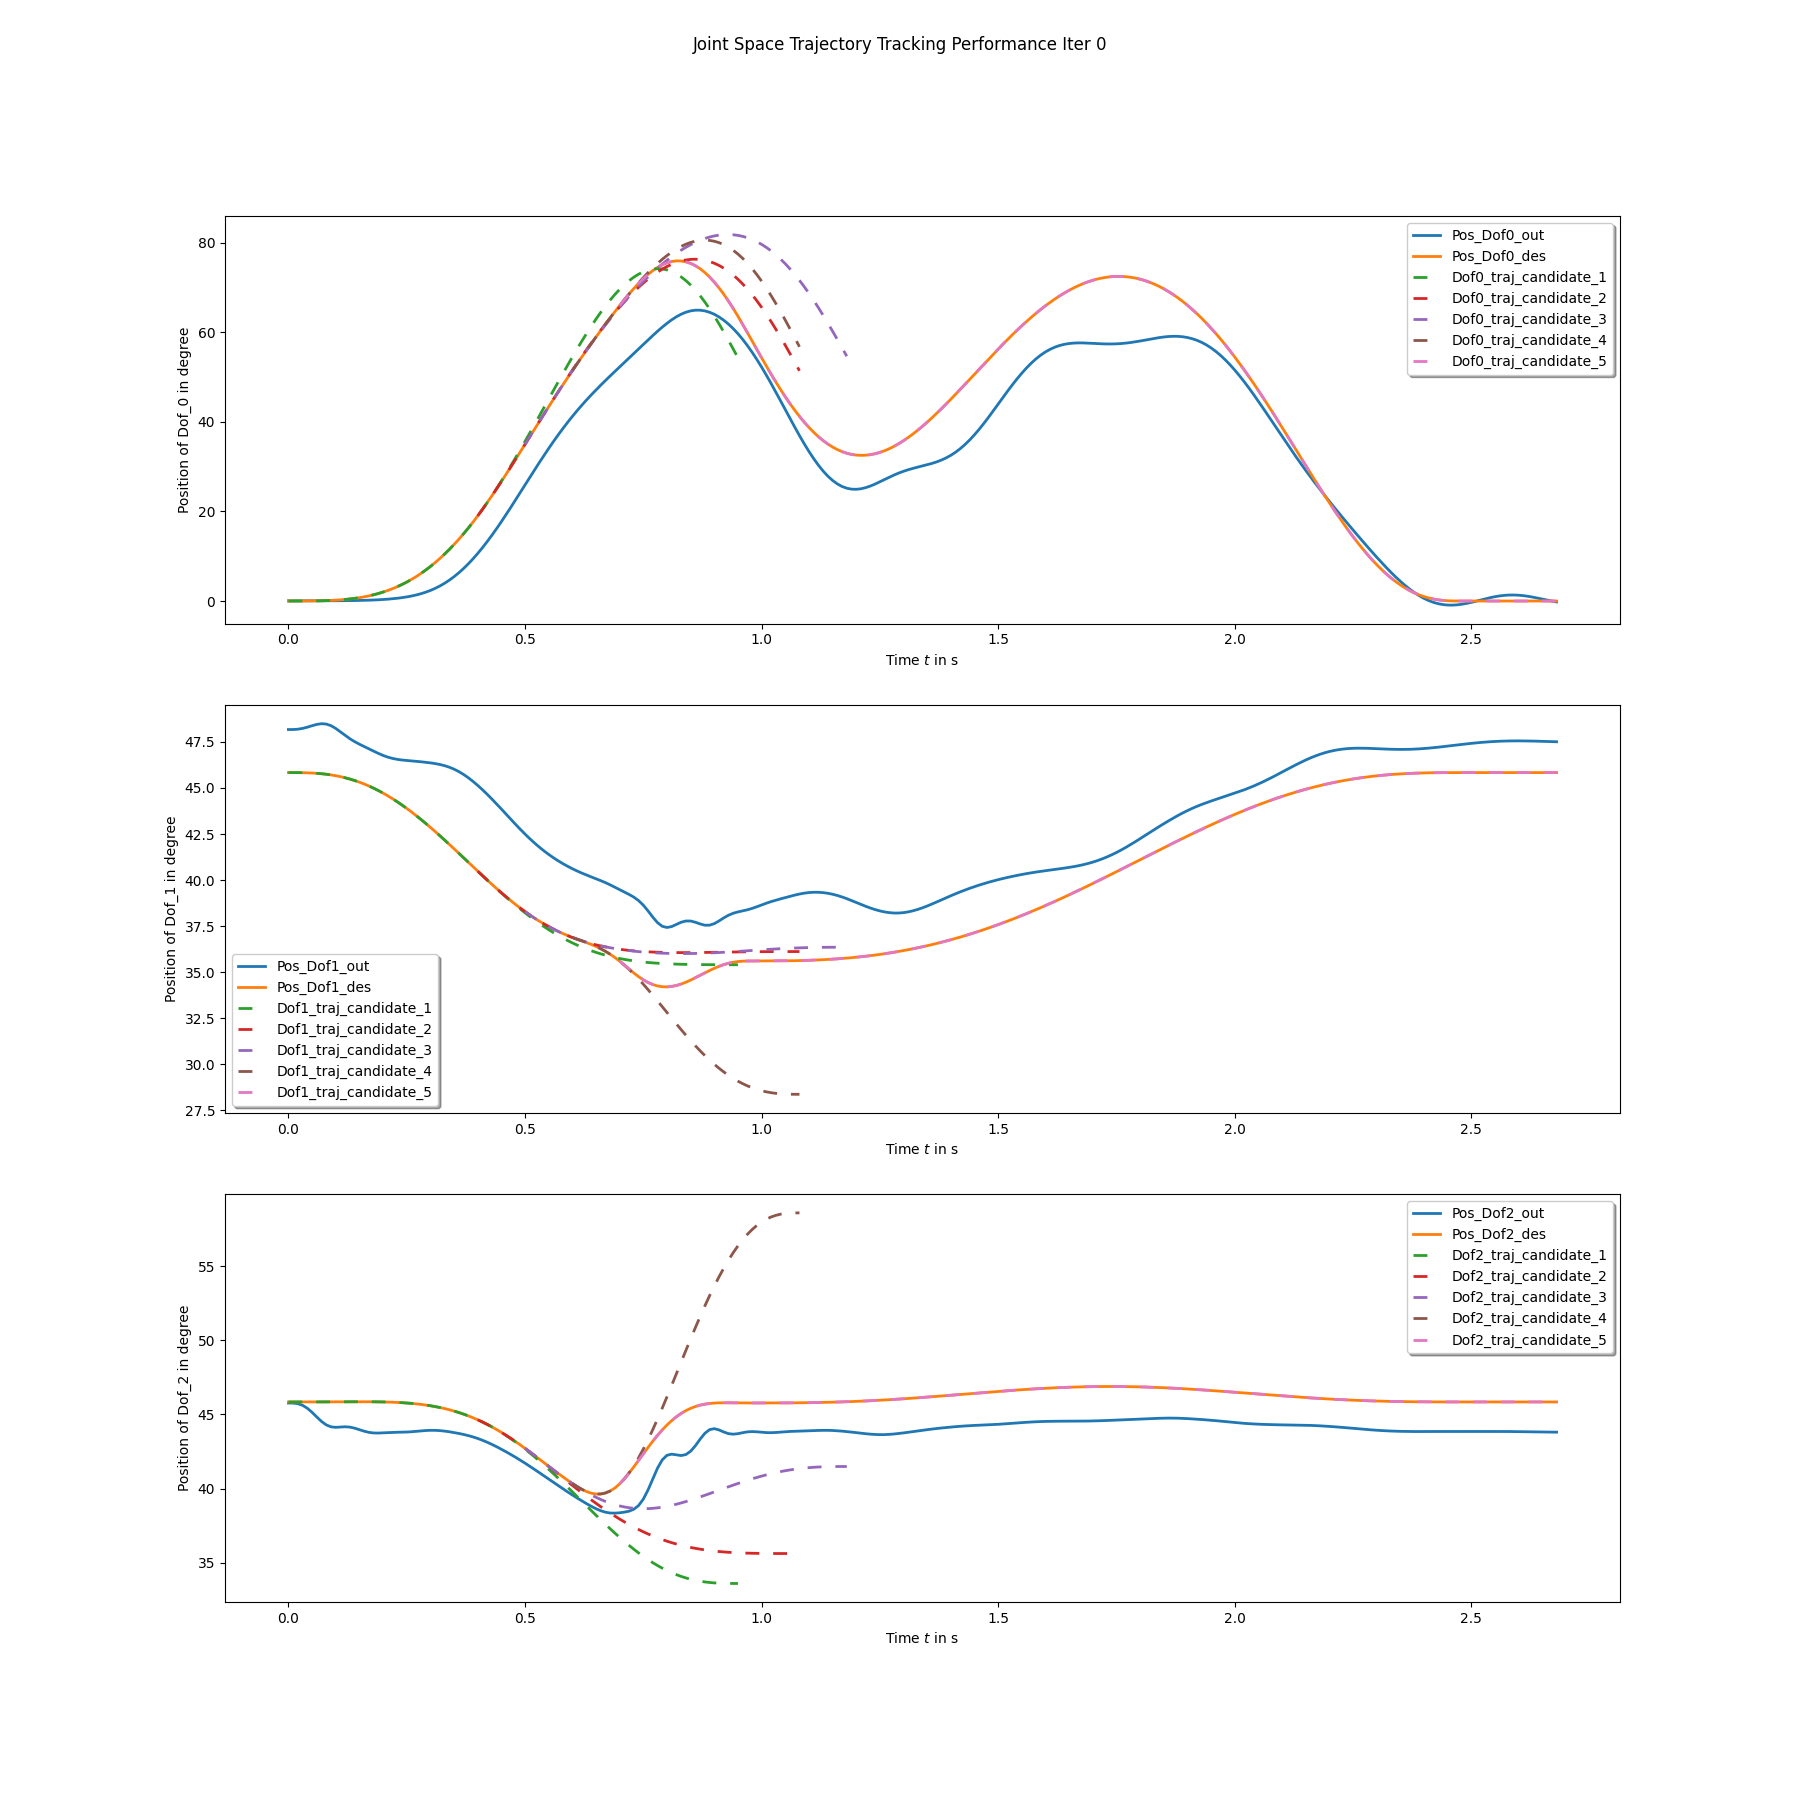 Joint Space Trajectory Tracking Performance Iter 0
Position of Dof_0 in degree
80
60
40
20
0
Pos_Dof0_out
Pos_Dof0_des
Dof0_traj_candidate_1
Dof0_traj_candidate_2
Dof0_traj_candidate_3
Dof0_traj_candidate_4
Dof0_traj_candidate_5
0.0 0.5 1.0 1.5 2.0 2.5
Time t in s
Position of Dof_1 in degree
47.5
45.0
42.5
40.0
37.5
35.0
32.5
30.0
27.5
Pos_Dof1_out
Pos_Dof1_des
Dof1_traj_candidate_1
Dof1_traj_candidate_2
Dof1_traj_candidate_3
Dof1_traj_candidate_4
Dof1_traj_candidate_5
0.0 0.5 1.0 1.5 2.0 2.5
Time t in s
Position of Dof_2 in degree
55
50
45
40
35
Pos_Dof2_out
Pos_Dof2_des
Dof2_traj_candidate_1
Dof2_traj_candidate_2
Dof2_traj_candidate_3
Dof2_traj_candidate_4
Dof2_traj_candidate_5
0.0 0.5 1.0 1.5 2.0 2.5
Time t in s